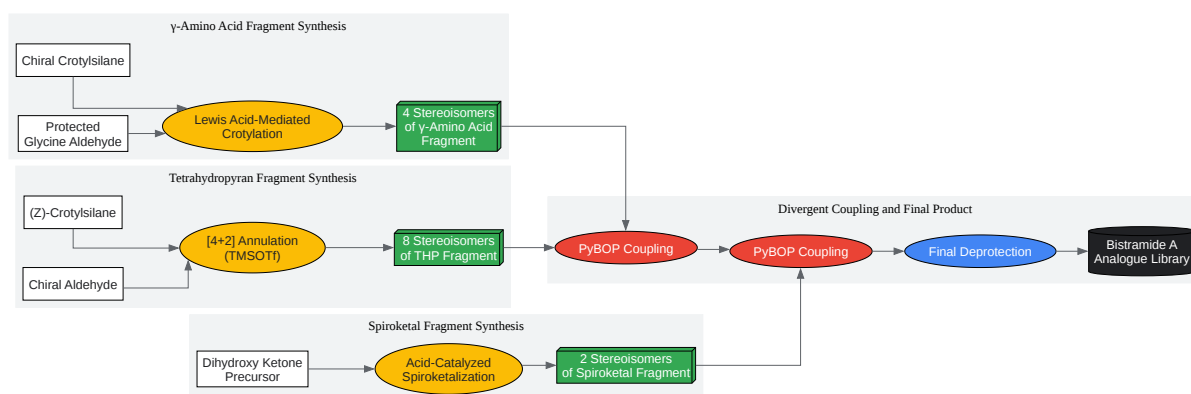 γ-Amino Acid Fragment Synthesis
Chiral Crotylsilane
Protected
Glycine Aldehyde
Lewis Acid-Mediated
Crotylation
4 Stereoisomers
of γ-Amino Acid
Fragment
Tetrahydropyran Fragment Synthesis
(Z)-Crotylsilane
Chiral Aldehyde
[4+2] Annulation
(TMSOTf)
8 Stereoisomers
of THP Fragment
Divergent Coupling and Final Product
PyBOP Coupling
PyBOP Coupling
Final Deprotection
Bistramide A
Analogue Library
Spiroketal Fragment Synthesis
Dihydroxy Ketone
Precursor
Acid-Catalyzed
Spiroketalization
2 Stereoisomers
of Spiroketal Fragment